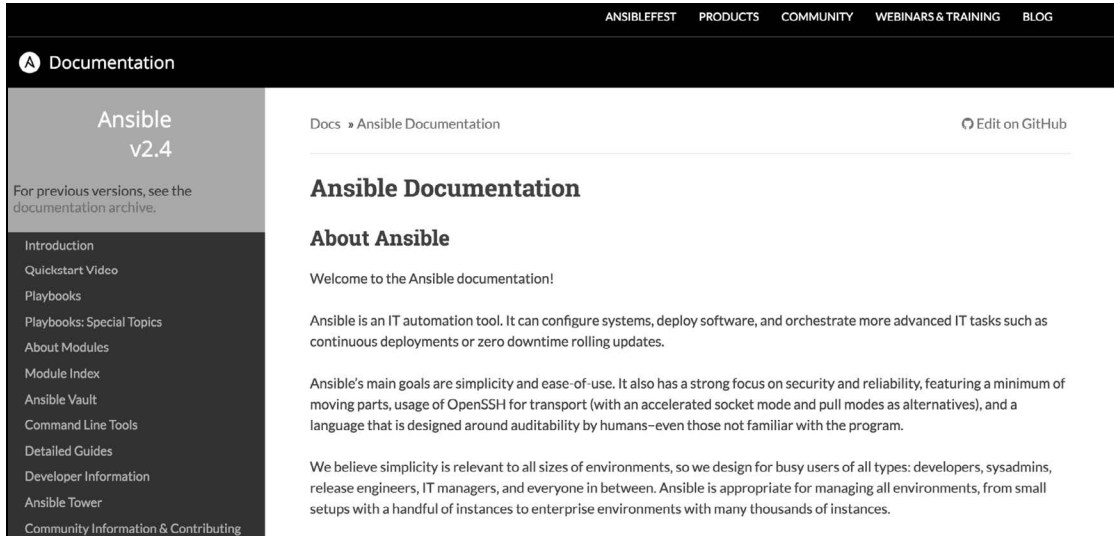 ANSIBLEFEST PRODUCTS COMMUNITY WEBINARS & TRAINING BLOG
A Documentation
Ansible
v2.4
For previous versions, see the
documentation archive.
Introduction
Quickstart Video
Playbooks
Playbooks: Special Topics
About Modules
Module Index
Ansible Vault
Command Line Tools
Detailed Guides
Developer Information
Ansible Tower
Community Information & Contributing
Docs » Ansible Documentation
Edit on GitHub
Ansible Documentation
About Ansible
Welcome to the Ansible documentation!
Ansible is an IT automation tool. It can configure systems, deploy software, and orchestrate more advanced IT tasks such as
continuous deployments or zero downtime rolling updates.
Ansible's main goals are simplicity and ease-of-use. It also has a strong focus on security and reliability, featuring a minimum of
moving parts, usage of OpenSSH for transport (with an accelerated socket mode and pull modes as alternatives), and a
language that is designed around auditability by humans–even those not familiar with the program.
We believe simplicity is relevant to all sizes of environments, so we design for busy users of all types: developers, sysadmins,
release engineers, IT managers, and everyone in between. Ansible is appropriate for managing all environments, from small
setups with a handful of instances to enterprise environments with many thousands of instances.